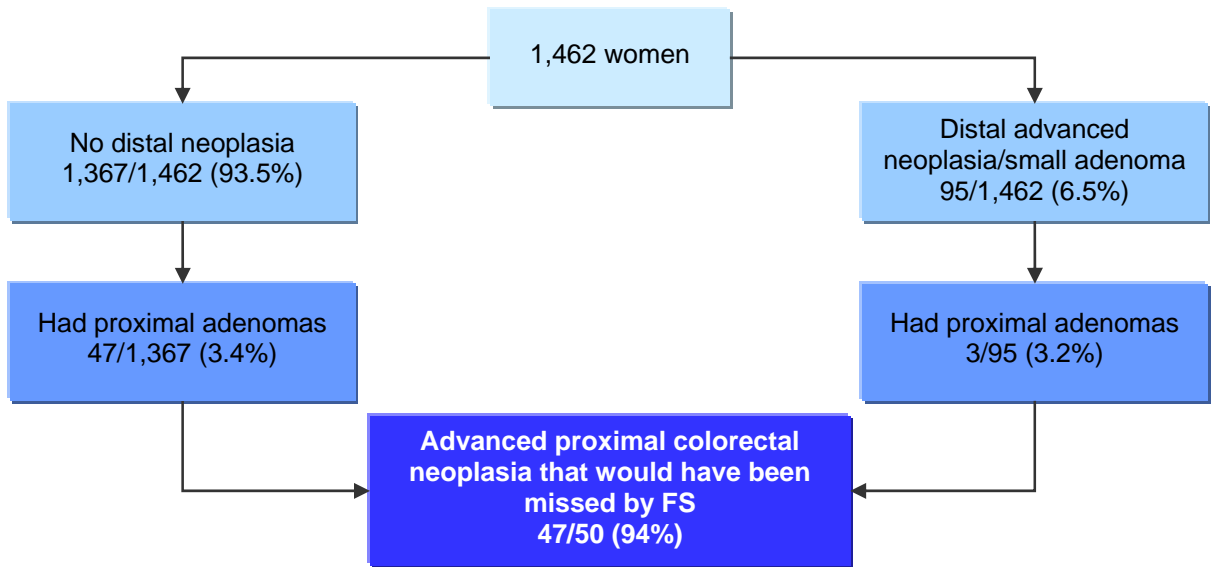 1,462 women
No distal neoplasia
1,367/1,462 (93.5%)
Distal advanced
neoplasia/small adenoma
95/1,462 (6.5%)
Had proximal adenomas
47/1,367 (3.4%)
Had proximal adenomas
3/95 (3.2%)
Advanced proximal colorectal
neoplasia that would have been
missed by FS
47/50 (94%)